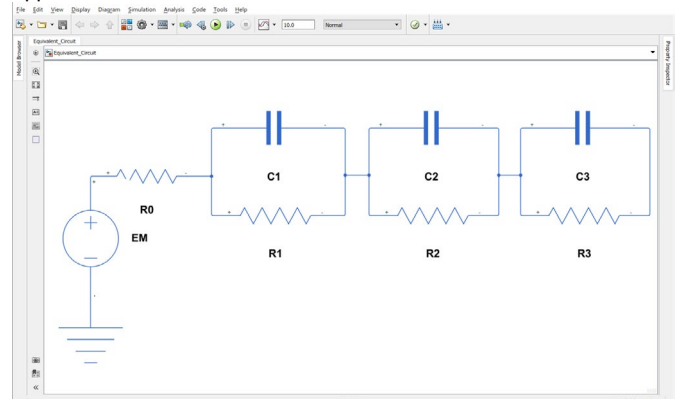 File Edit View Display Diagram Simulation Analysis Code Tools Help
10.0 Normal
Equivalent_Circuit
Equivalent_Circuit
Model Browser
Property Inspector
C1 C2 C3
R0
EM
R1 R2 R3